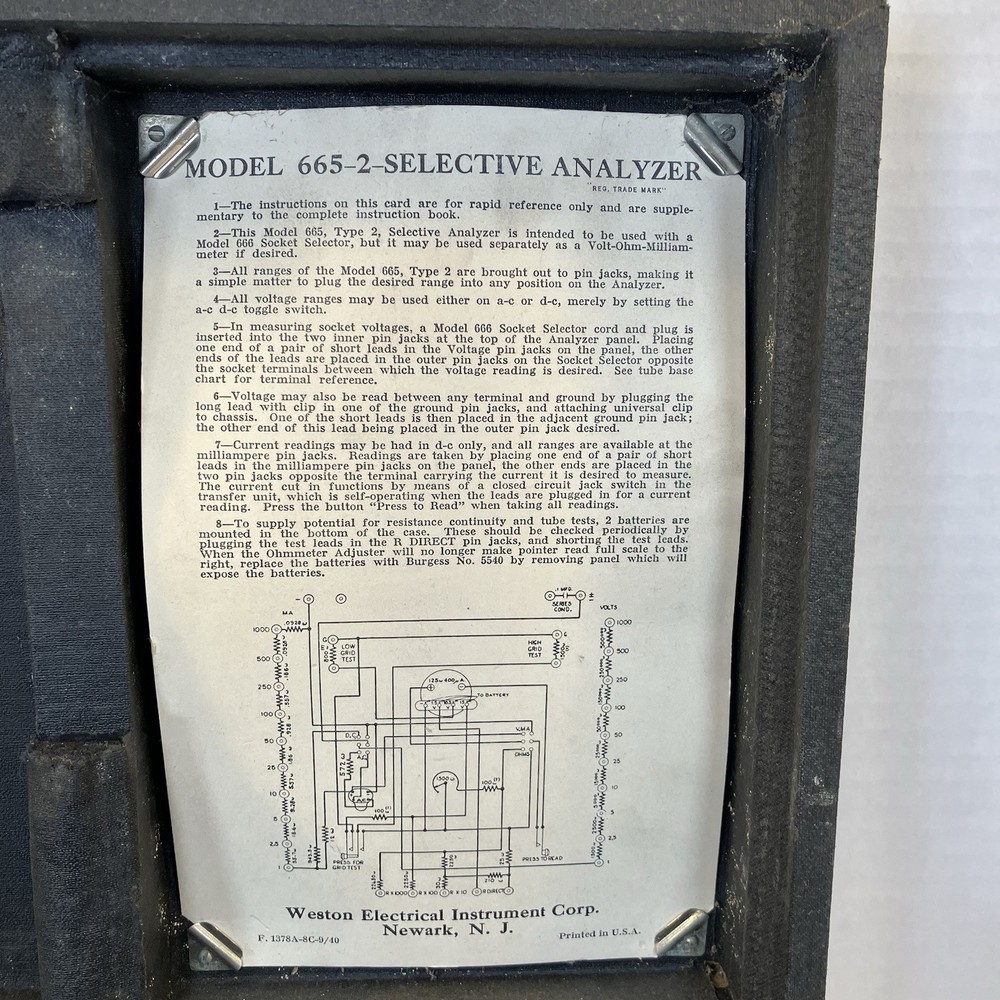 MODEL 665-2-SELECTIVE ANALYZER
"REG. TRADE MARK"
1—The instructions on this card are for rapid reference only and are supple-
mentary to the complete instruction book.
2—This Model 665, Type 2, Selective Analyzer is intended to be used with a
Model 666 Socket Selector, but it may be used separately as a Volt-Ohm-Milliam-
meter if desired.
3—All ranges of the Model 665, Type 2 are brought out to pin jacks, making it
a simple matter to plug the desired range into any position on the Analyzer.
4—All voltage ranges may be used either on a-c or d-c, merely by setting the
a-c d-c toggle switch.
5—In measuring socket voltages, a Model 666 Socket Selector cord and plug is
inserted into the two inner pin jacks at the top of the Analyzer panel. Placing
one end of a pair of short leads in the Voltage pin jacks on the panel, the other
ends of the leads are placed in the outer pin jacks on the Socket Selector opposite
the socket terminals between which the voltage reading is desired. See tube base
chart for terminal reference.
6—Voltage may also be read between any terminal and ground by plugging the
long lead with clip in one of the ground pin jacks, and attaching universal clip
to chassis. One of the short leads is then placed in the adjacent ground pin jack;
the other end of this lead being placed in the outer pin jack desired.
7—Current readings may be had in d-c only, and all ranges are available at the
milliampere pin jacks. Readings are taken by placing one end of a pair of short
leads in the milliampere pin jacks on the panel, the other ends are placed in the
two pin jacks opposite the terminal carrying the current it is desired to measure.
The current cut in functions by means of a closed circuit jack switch in the
transfer unit, which is self-operating when the leads are plugged in for a current
reading. Press the button "Press to Read" when taking all readings.
8—To supply potential for resistance continuity and tube tests, 2 batteries are
mounted in the bottom of the case. These should be checked periodically by
plugging the test leads in the R DIRECT pin jacks, and shorting the test leads.
When the Ohmmeter Adjuster will no longer make pointer read full scale to the
right, replace the batteries with Burgess No. 5540 by removing panel which will
expose the batteries.
- .1 MFD. ±
SERIES
COND.
MA VOLTS
1000 .0928 1000
G LOW
GRID
TEST
HIGH
GRID
TEST G
500 500
250 250
125ω 400μA.
TO BATTERY
100 100
50 50
D.C. V.MA.
A.C. OHMS
25 25
572ω
1500ω
100
10 10
100
5 5
2.5 2.5
1 1
PRESS FOR
GRID TEST
PRESS TO READ
R X 1000 R X 100 R X 10 R DIRECT
Weston Electrical Instrument Corp.
Newark, N. J.
F. 1378A-8C-9/40 Printed in U.S.A.